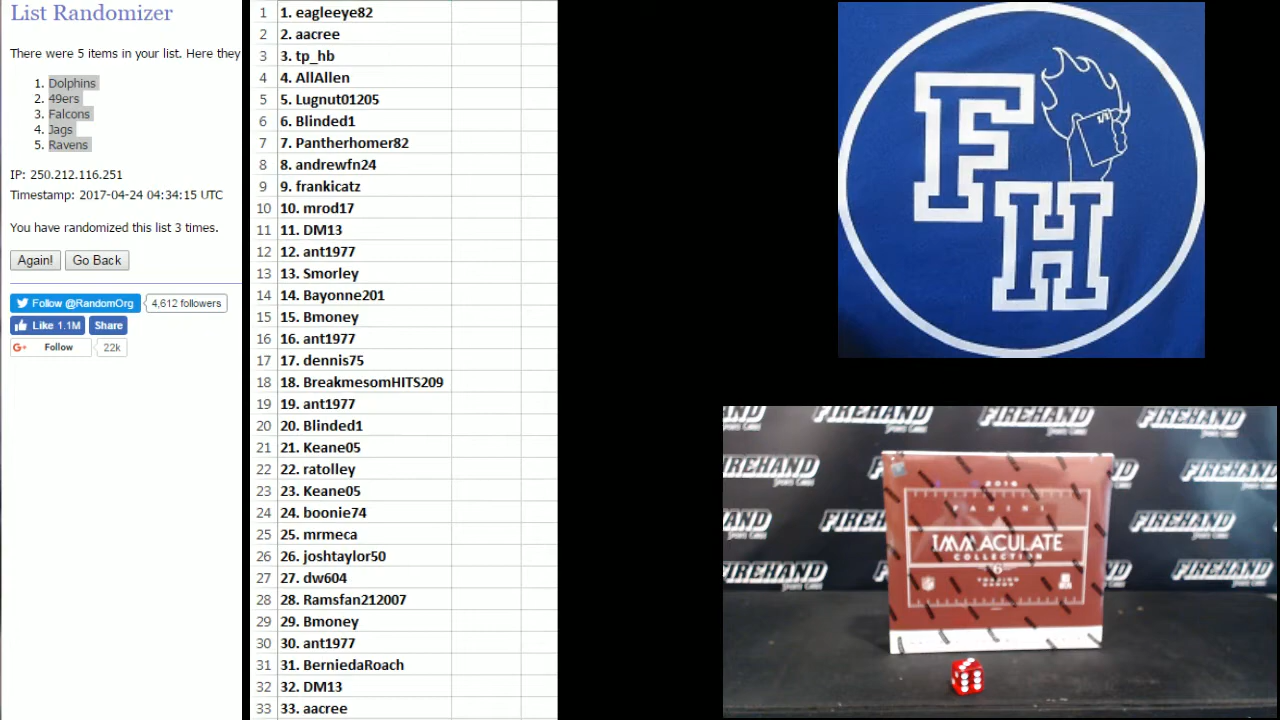 List Randomizer
There were 5 items in your list. Here they
1. Dolphins
2. 49ers
3. Falcons
4. Jags
5. Ravens
IP: 250.212.116.251
Timestamp: 2017-04-24 04:34:15 UTC
You have randomized this list 3 times.
Again! Go Back
Follow @RandomOrg 4,612 followers
Like 1.1M Share
G+ Follow 22k
1 1. eagleeye82
2 2. aacree
3 3. tp_hb
4 4. AllAllen
5 5. Lugnut01205
6 6. Blinded1
7 7. Pantherhomer82
8 8. andrewfn24
9 9. frankicatz
10 10. mrod17
11 11. DM13
12 12. ant1977
13 13. Smorley
14 14. Bayonne201
15 15. Bmoney
16 16. ant1977
17 17. dennis75
18 18. BreakmesomHITS209
19 19. ant1977
20 20. Blinded1
21 21. Keane05
22 22. ratolley
23 23. Keane05
24 24. boonie74
25 25. mrmeca
26 26. joshtaylor50
27 27. dw604
28 28. Ramsfan212007
29 29. Bmoney
30 30. ant1977
31 31. BerniedaRoach
32 32. DM13
33 33. aacree
FH
1/1
FIREHAND
2016
PANINI
IMMACULATE
COLLECTION
6
TRADING
CARDS